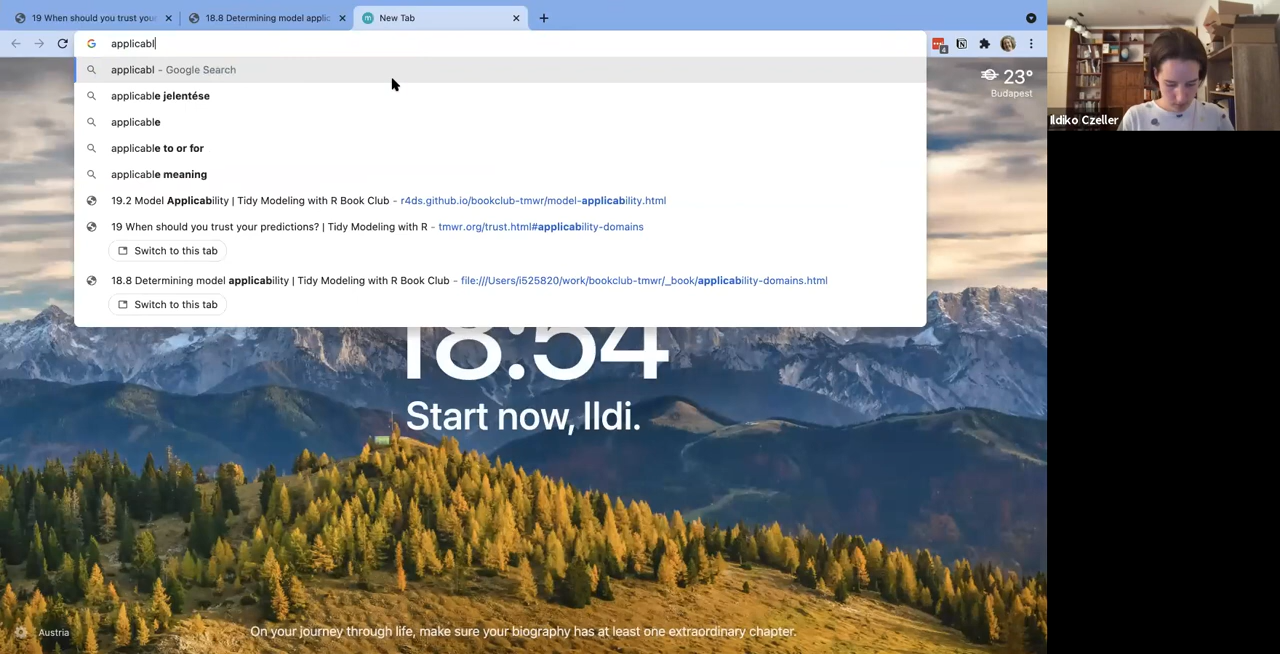 19 When should you trust your
18.8 Determining model applic
New Tab
applicabl
applicabl - Google Search
applicable jelentése
applicable
applicable to or for
applicable meaning
19.2 Model Applicability | Tidy Modeling with R Book Club - r4ds.github.io/bookclub-tmwr/model-applicability.html
19 When should you trust your predictions? | Tidy Modeling with R - tmwr.org/trust.html#applicability-domains
Switch to this tab
18.8 Determining model applicability | Tidy Modeling with R Book Club - file:///Users/i525820/work/bookclub-tmwr/_book/applicability-domains.html
Switch to this tab
4
23°
Budapest
Ildiko Czeller
18:54
Start now, Ildi.
Austria
On your journey through life, make sure your biography has at least one extraordinary chapter.